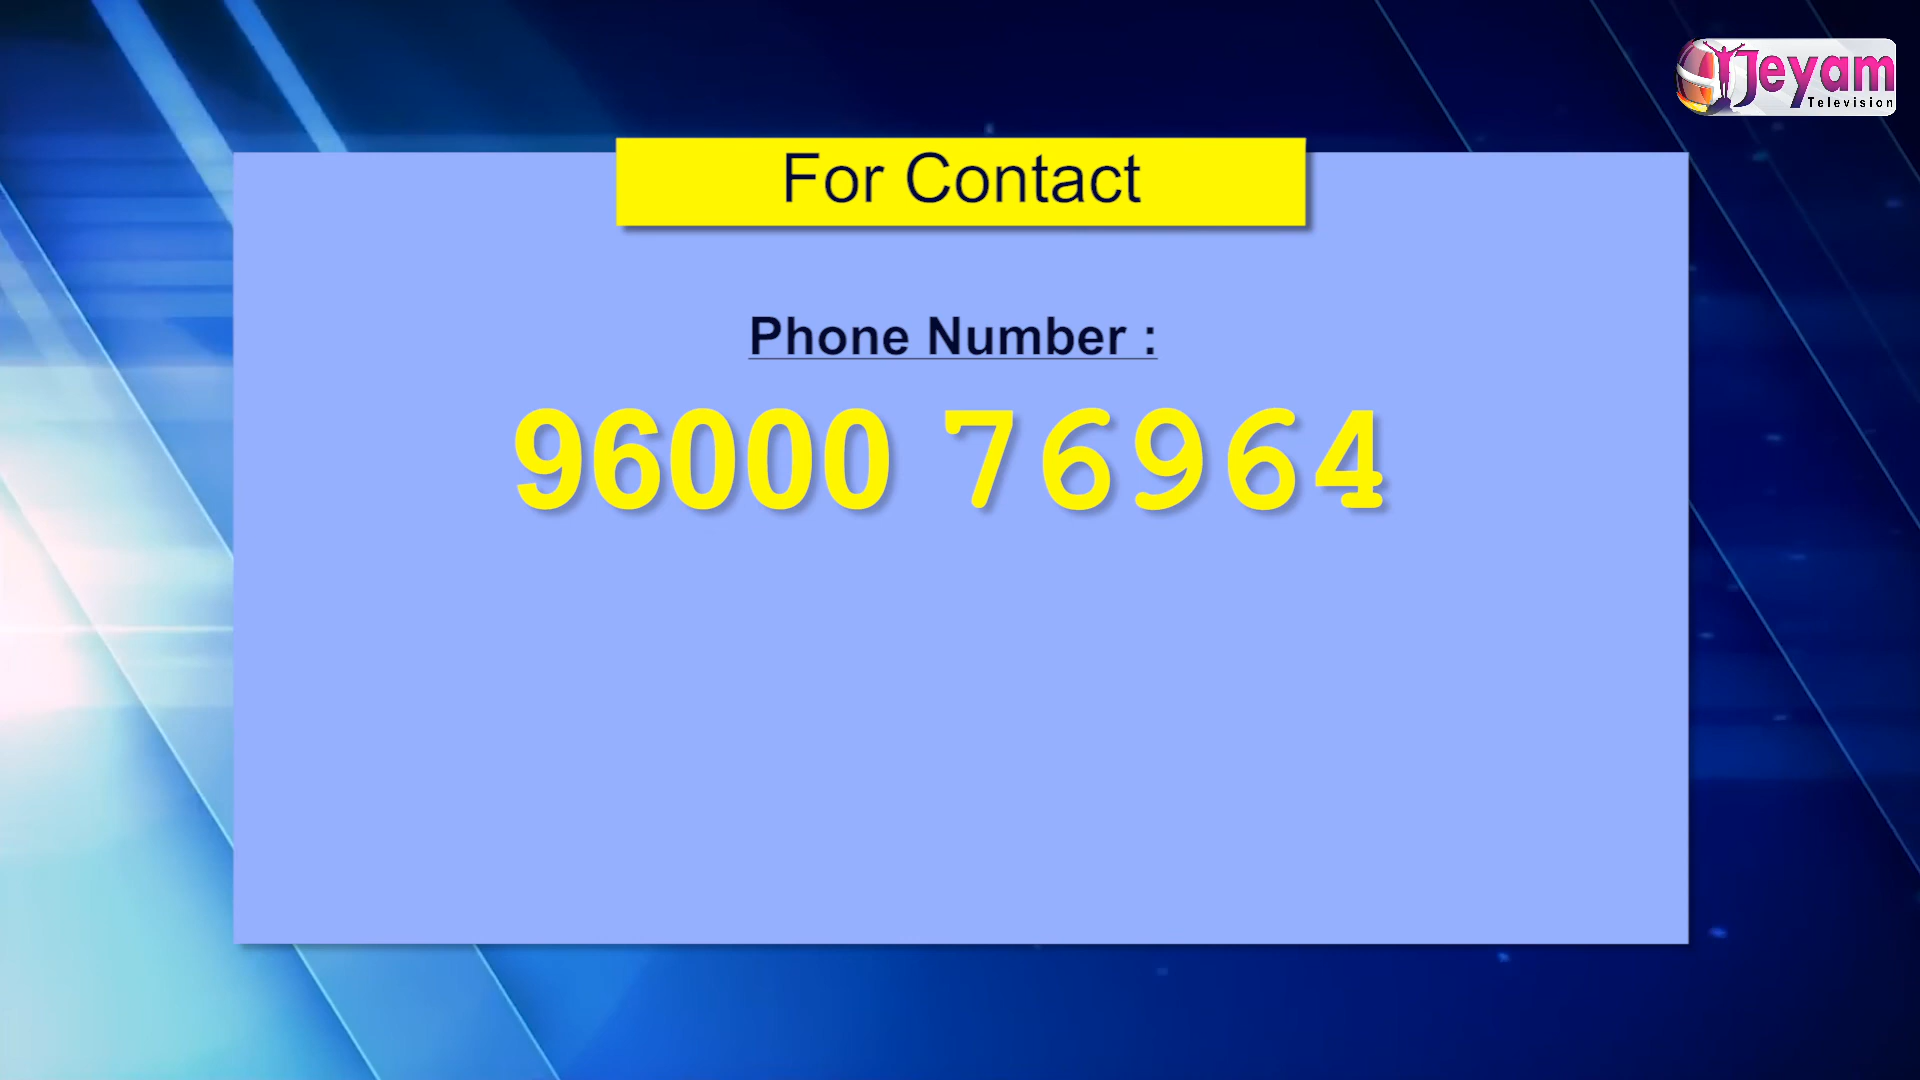 Jeyam
Television
For Contact
Phone Number :
96000 76964